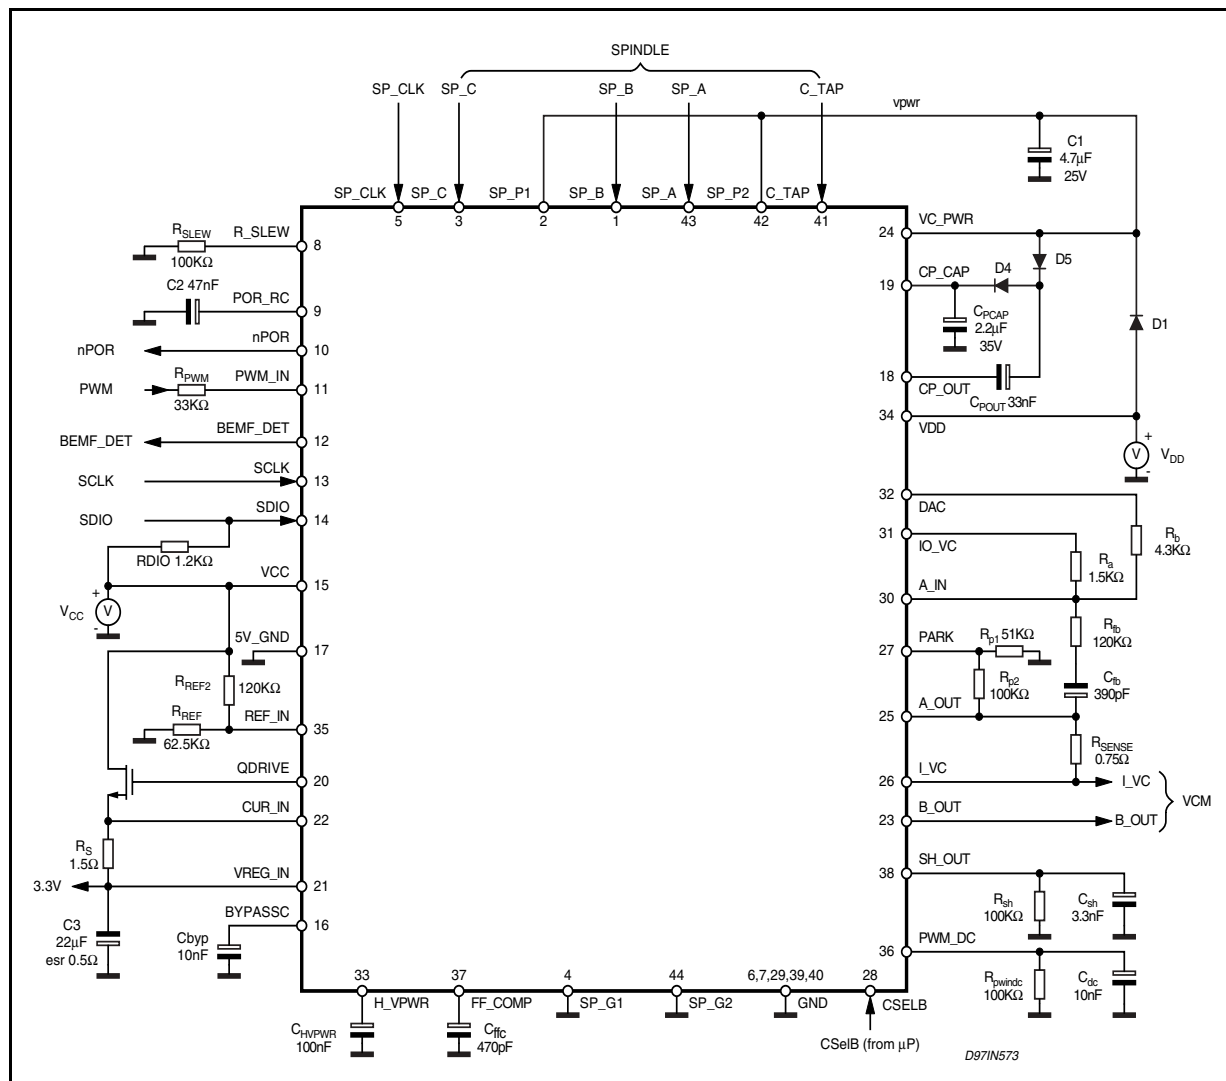 SPINDLE
SP_CLK SP_C SP_B SP_A C_TAP
vpwr
C1
4.7µF
25V
SP_CLK SP_C SP_P1 SP_B SP_A SP_P2 C_TAP
5 3 2 1 43 42 41
RSLEW
100KΩ
R_SLEW
8
C2 47nF
POR_RC
9
nPOR
nPOR
10
PWM
RPWM
33KΩ
PWM_IN
11
BEMF_DET
BEMF_DET
12
SCLK
SCLK
13
SDIO
SDIO
14
RDIO 1.2KΩ
VCC
15
+
VCC
V
-
5V_GND
17
RREF2
120KΩ
RREF
62.5KΩ
REF_IN
35
QDRIVE
20
CUR_IN
22
RS
1.5Ω
3.3V
VREG_IN
21
C3
22µF
esr 0.5Ω
BYPASSC
16
Cbyp
10nF
24
VC_PWR
D5
19
CP_CAP
D4
CPCAP
2.2µF
35V
D1
18
CP_OUT
CPOUT 33nF
34
VDD
+
V
-
VDD
32
DAC
Rb
4.3KΩ
31
IO_VC
Ra
1.5KΩ
30
A_IN
Rfb
120KΩ
27
PARK
Rp1 51KΩ
Rp2
100KΩ
Cfb
390pF
25
A_OUT
RSENSE
0.75Ω
26
I_VC
I_VC
VCM
23
B_OUT
B_OUT
38
SH_OUT
Rsh
100KΩ
Csh
3.3nF
36
PWM_DC
Rpwindc
100KΩ
Cdc
10nF
33 37 4 44 6,7,29,39,40 28
H_VPWR FF_COMP SP_G1 SP_G2 GND CSELB
CHVPWR
100nF
Cffc
470pF
CSelB (from µP)
D97IN573